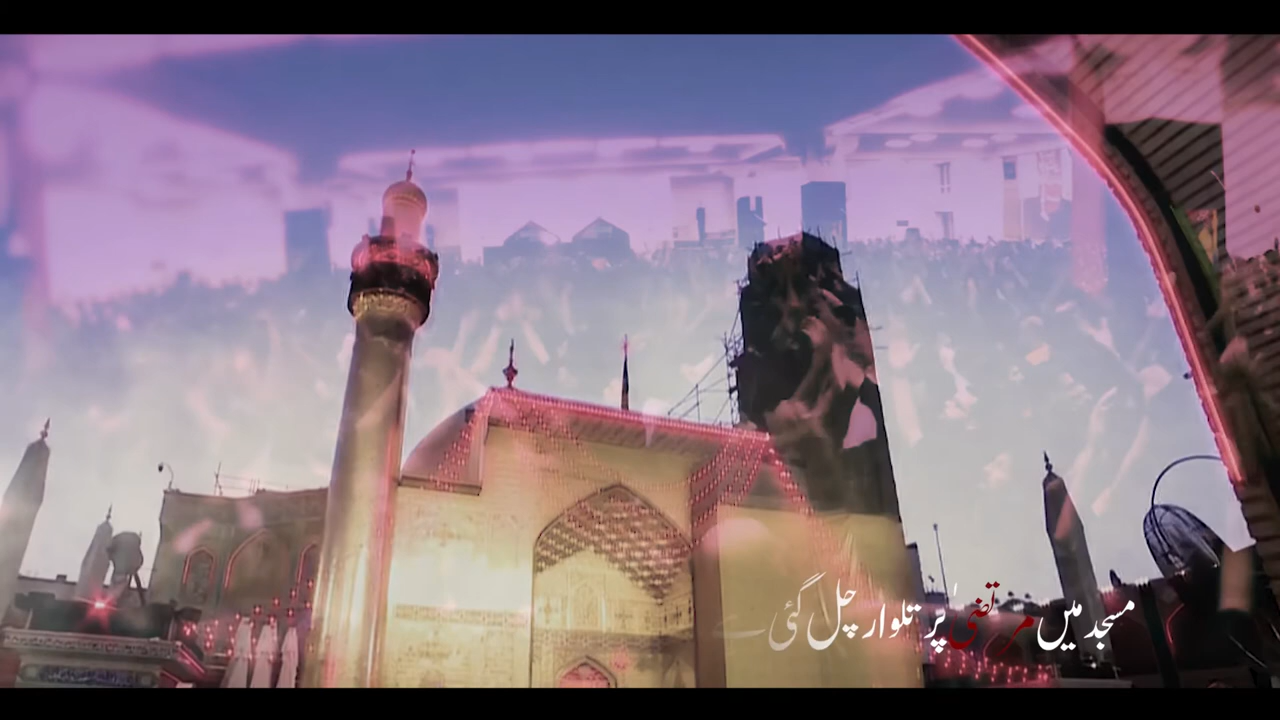 مسجد میں مرتضیٰ پر تلوار چل گئی